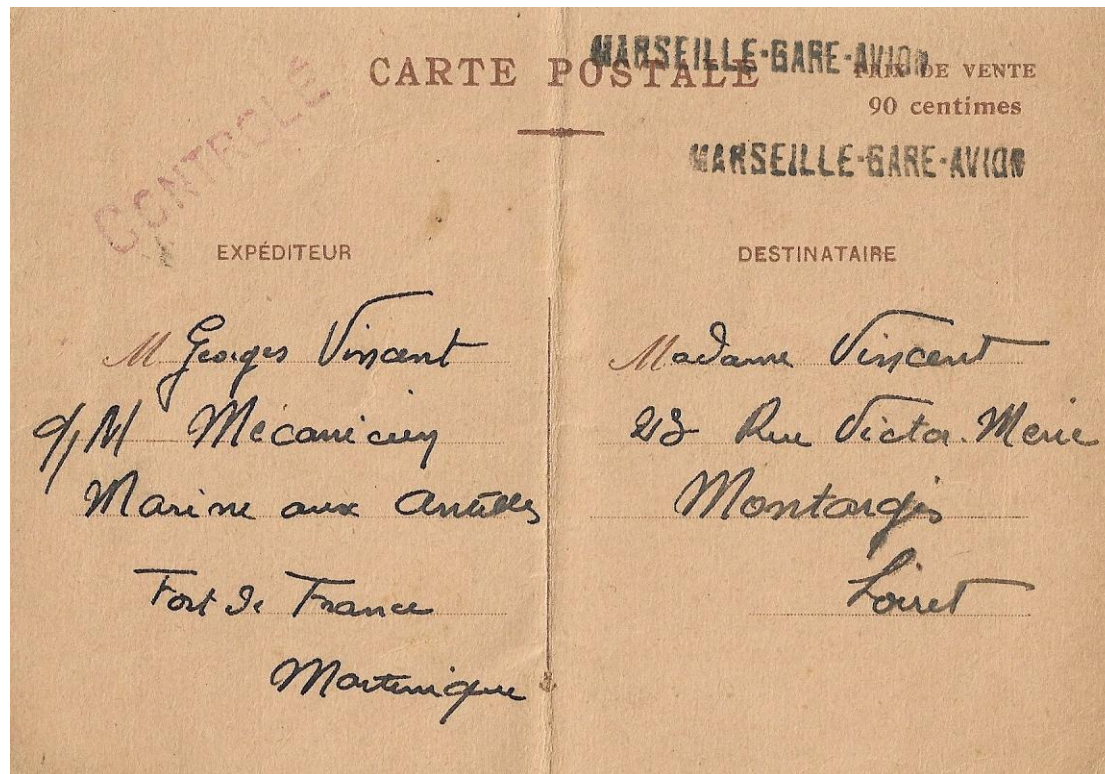 MARSEILLE-GARE-AVION
CARTE POSTALE
PRIX DE VENTE
90 centimes
MARSEILLE-GARE-AVION
CONTROLE
EXPÉDITEUR
M Georges Vincent
Mécanicien
Marine aux Antilles
Fort de France
Martinique
DESTINATAIRE
Madame Vincent
23 Rue Victor
Montargis
Loiret